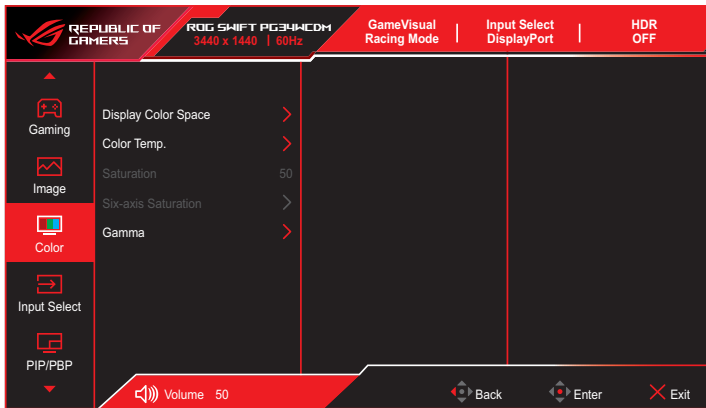 REPUBLIC OF
GAMERS
ROG SWIFT PG34WCDM
3440 x 1440 | 60Hz
GameVisual
Racing Mode
Input Select
DisplayPort
HDR
OFF
Gaming
Image
Color
Input Select
PIP/PBP
Display Color Space
Color Temp.
Saturation 50
Six-axis Saturation
Gamma
Volume 50
Back
Enter
Exit